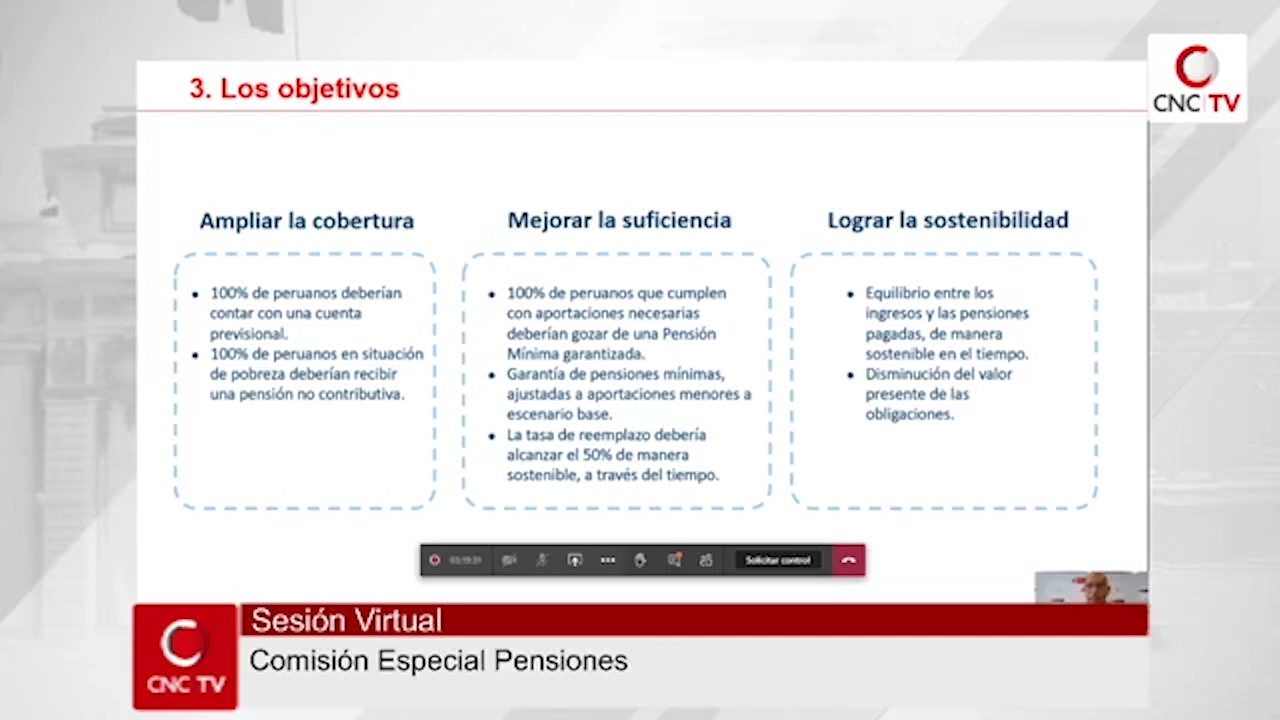 3. Los objetivos
CNC TV
Ampliar la cobertura
100% de peruanos deberían
contar con una cuenta
previsional.
100% de peruanos en situación
de pobreza deberían recibir
una pensión no contributiva.
Mejorar la suficiencia
100% de peruanos que cumplen
con aportaciones necesarias
deberían gozar de una Pensión
Mínima garantizada.
Garantía de pensiones mínimas,
ajustadas a aportaciones menores a
escenario base.
La tasa de reemplazo debería
alcanzar el 50% de manera
sostenible, a través del tiempo.
Lograr la sostenibilidad
Equilibrio entre los
ingresos y las pensiones
pagadas, de manera
sostenible en el tiempo.
Disminución del valor
presente de las
obligaciones.
Solicitar control
Sesión Virtual
Comisión Especial Pensiones
CNC TV